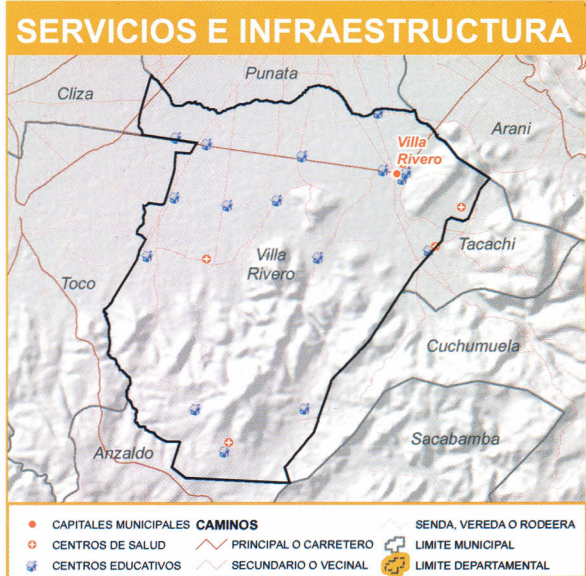 SERVICIOS E INFRAESTRUCTURA
Punata
Cliza
Arani
Villa
Rivero
Tacachi
Villa
Rivero
Toco
Cuchumuela
Sacabamba
Anzaldo
CAPITALES MUNICIPALES CAMINOS SENDA, VEREDA O RODEERA
CENTROS DE SALUD PRINCIPAL O CARRETERO LIMITE MUNICIPAL
CENTROS EDUCATIVOS SECUNDARIO O VECINAL LIMITE DEPARTAMENTAL